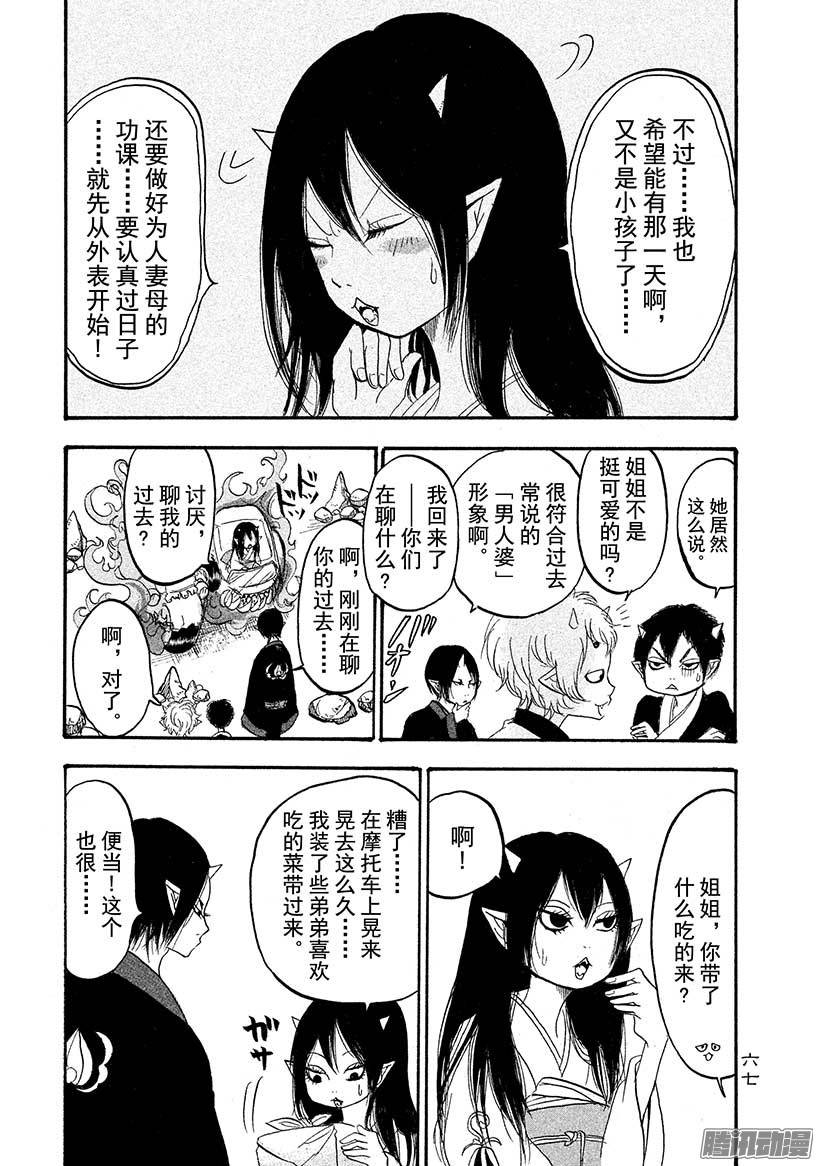 不过……我也
希望能有那一天啊，
又不是小孩子了……
还要做好为人妻母的
功课……要认真过日子
……就先从外表开始！
她居然
这么说。
姐姐不是
挺可爱的吗？
很符合过去
常说的
「男人婆」
形象啊。
我回来了
——你们
在聊什么？
バッ
啊，刚刚在聊
你的过去……
ドッドッ
讨厌，
聊我的
过去？
啊，对了。
姐姐，你带了
什么吃的来？
啊！
糟了……
在摩托车上晃来
晃去这么久……
我装了些弟弟喜欢
吃的菜带过来。
ガサ
便当！这个
也很……
六七
腾讯动漫